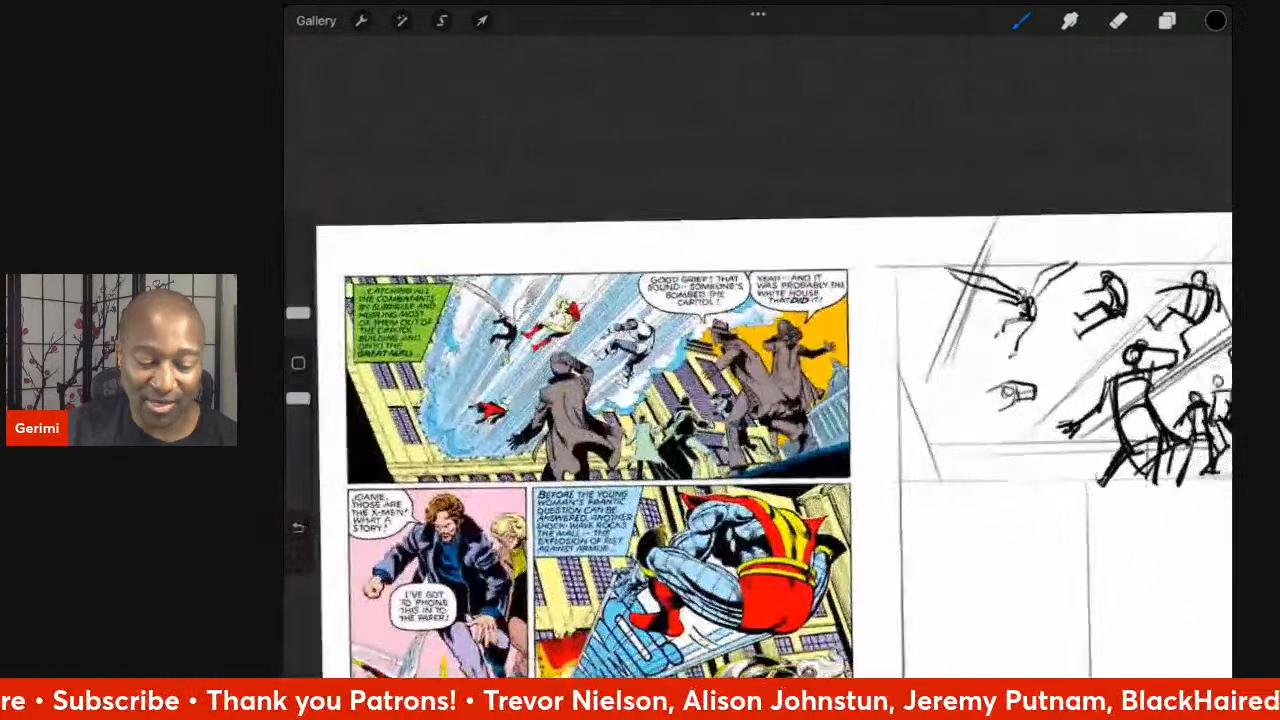 Gallery
...CATCHING ALL
THE COMBATANTS
BY SURPRISE AND
HURLING MOST
OF THEM OUT OF
THE CAPITOL
BUILDING AND
ONTO THE
GREAT MALL.
GOOD GRIEF! THAT
SOUND-- SOMEONE'S
BOMBED THE
CAPITOL!
YEAH-- AND IT
WAS PROBABLY THE
WHITE HOUSE
THAT DID IT!
JOANIE,
THOSE ARE
THE X-MEN!
WHAT A
STORY!
I'VE GOT
TO PHONE
THIS IN TO
THE PAPER!
BEFORE THE YOUNG
WOMAN'S FRANTIC
QUESTION CAN BE
ANSWERED, ANOTHER
SHOCK-WAVE ROCKS
THE MALL -- THE
EXPLOSION OF FIST
AGAINST ARMOR...
Gerimi
re • Subscribe • Thank you Patrons! • Trevor Nielson, Alison Johnstun, Jeremy Putnam, BlackHaired